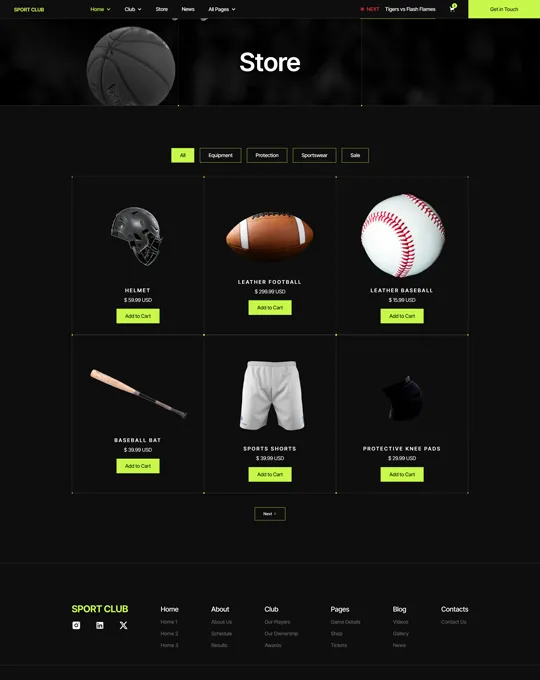 SPORT CLUB Home Club Store News All Pages NEXT Tigers vs Flash Flames 2 Get in Touch
Store
All Equipment Protection Sportswear Sale
HELMET
$ 59.99 USD
Add to Cart
LEATHER FOOTBALL
$ 299.99 USD
Add to Cart
LEATHER BASEBALL
$ 15.99 USD
Add to Cart
BASEBALL BAT
$ 39.99 USD
Add to Cart
SPORTS SHORTS
$ 39.99 USD
Add to Cart
PROTECTIVE KNEE PADS
$ 29.99 USD
Add to Cart
Next >
SPORT CLUB
Home
Home 1
Home 2
Home 3
About
About Us
Schedule
Results
Club
Our Players
Our Ownership
Awards
Pages
Game Details
Shop
Tickets
Blog
Videos
Gallery
News
Contacts
Contact Us